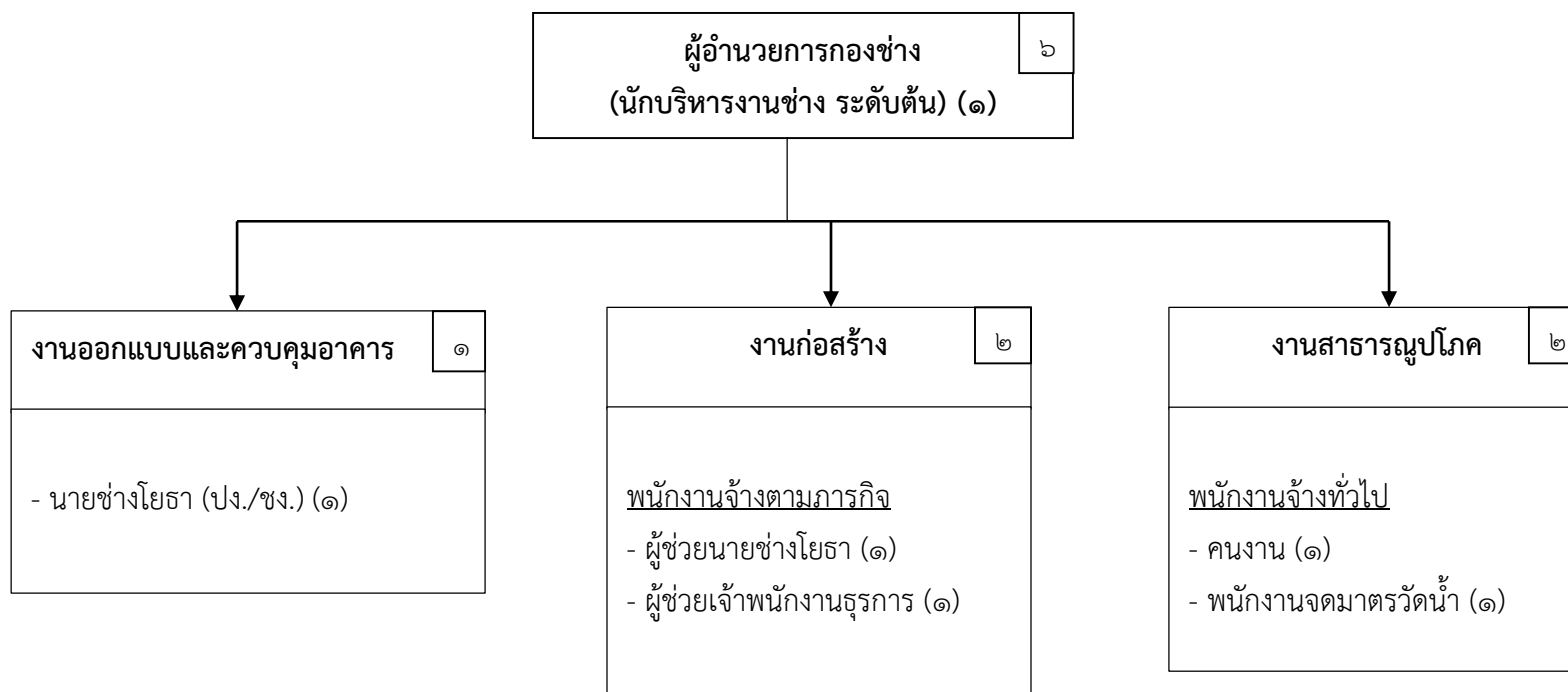 ผู้อำนวยการกองช่าง
(นักบริหารงานช่าง ระดับต้น) (๑)
๖
งานออกแบบและควบคุมอาคาร
๑
- นายช่างโยธา (ปง./ชง.) (๑)
งานก่อสร้าง
๒
พนักงานจ้างตามภารกิจ
- ผู้ช่วยนายช่างโยธา (๑)
- ผู้ช่วยเจ้าพนักงานธุรการ (๑)
งานสาธารณูปโภค
๒
พนักงานจ้างทั่วไป
- คนงาน (๑)
- พนักงานจดมาตรวัดน้ำ (๑)